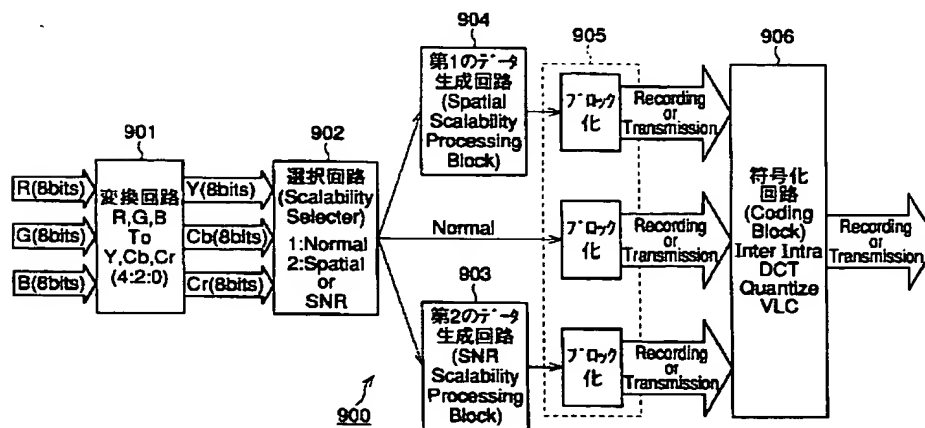 904
905
906
第1のデータ
生成回路
(Spatial
Scalability
Processing
Block)
ブロック
化
Recording
or
Transmission
901
902
R(8bits)
G(8bits)
B(8bits)
変換回路
R,G,B
To
Y,Cb,Cr
(4:2:0)
Y(8bits)
Cb(8bits)
Cr(8bits)
選択回路
(Scalability
Selecter)
1:Normal
2:Spatial
or
SNR
Normal
ブロック
化
Recording
or
Transmission
符号化
回路
(Coding
Block)
Inter Intra
DCT
Quantize
VLC
Recording
or
Transmission
903
第2のデータ
生成回路
(SNR
Scalability
Processing
Block)
ブロック
化
Recording
or
Transmission
900